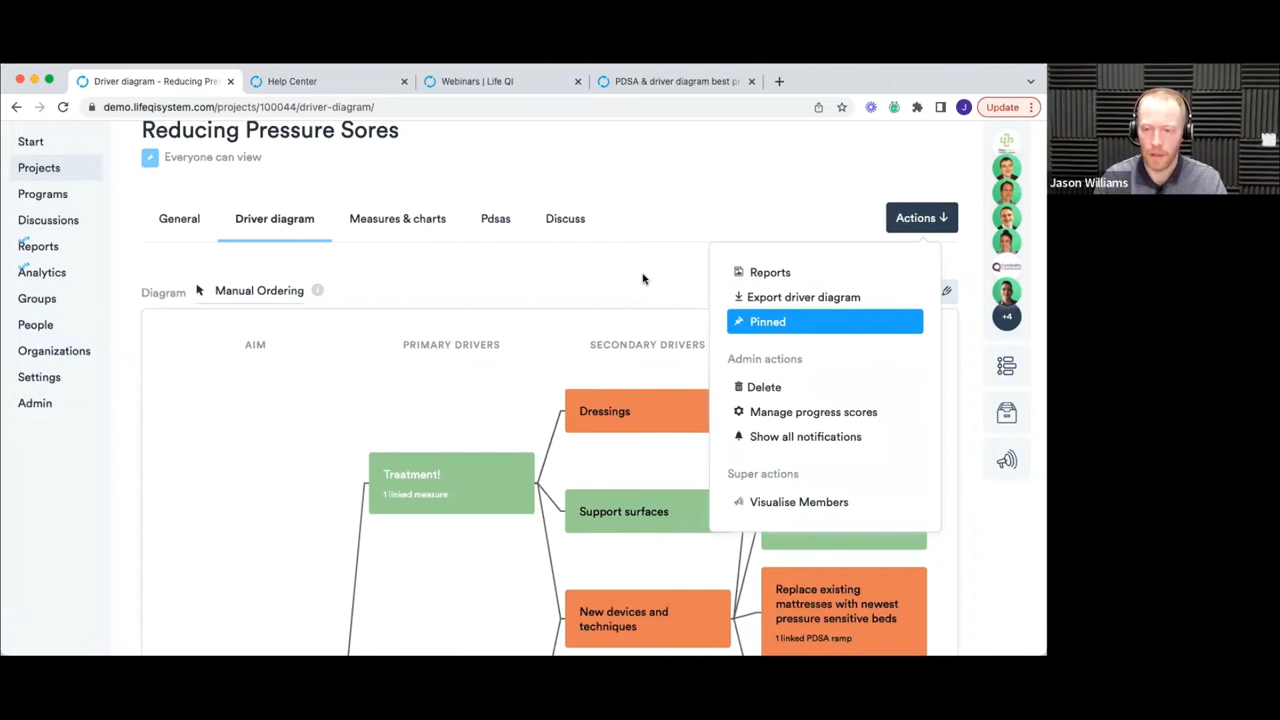 Driver diagram - Reducing Pre
Help Center
Webinars | Life QI
PDSA & driver diagram best pr
demo.lifeqisystem.com/projects/100044/driver-diagram/
J
Update
Jason Williams
Start
Projects
Programs
Discussions
Reports
Analytics
Groups
People
Organizations
Settings
Admin
Reducing Pressure Sores
Everyone can view
General
Driver diagram
Measures & charts
Pdsas
Discuss
Actions
Reports
Export driver diagram
Pinned
Admin actions
Delete
Manage progress scores
Show all notifications
Super actions
Visualise Members
Diagram
Manual Ordering
AIM
PRIMARY DRIVERS
SECONDARY DRIVERS
Treatment!
1 linked measure
Dressings
Support surfaces
New devices and
techniques
Replace existing
mattresses with newest
pressure sensitive beds
1 linked PDSA ramp
+4